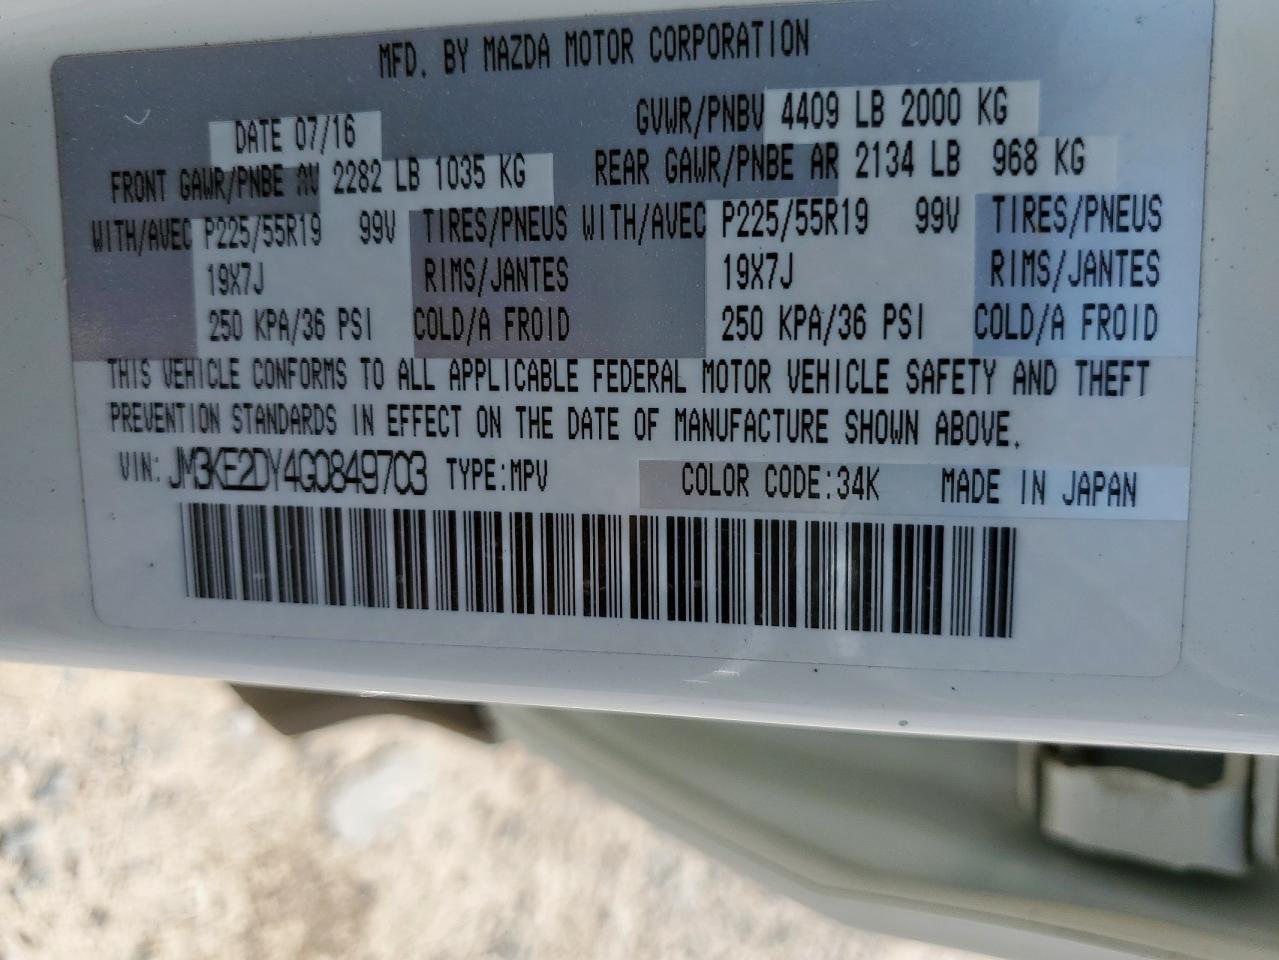 MFD. BY MAZDA MOTOR CORPORATION
DATE 07/16 GVWR/PNBV 4409 LB 2000 KG
FRONT GAWR/PNBE AV 2282 LB 1035 KG REAR GAWR/PNBE AR 2134 LB 968 KG
WITH/AVEC P225/55R19 99V TIRES/PNEUS WITH/AVEC P225/55R19 99V TIRES/PNEUS
19X7J RIMS/JANTES 19X7J RIMS/JANTES
250 KPA/36 PSI COLD/A FROID 250 KPA/36 PSI COLD/A FROID
THIS VEHICLE CONFORMS TO ALL APPLICABLE FEDERAL MOTOR VEHICLE SAFETY AND THEFT
PREVENTION STANDARDS IN EFFECT ON THE DATE OF MANUFACTURE SHOWN ABOVE.
VIN: JM3KE2DY4G0849703 TYPE:MPV COLOR CODE:34K MADE IN JAPAN